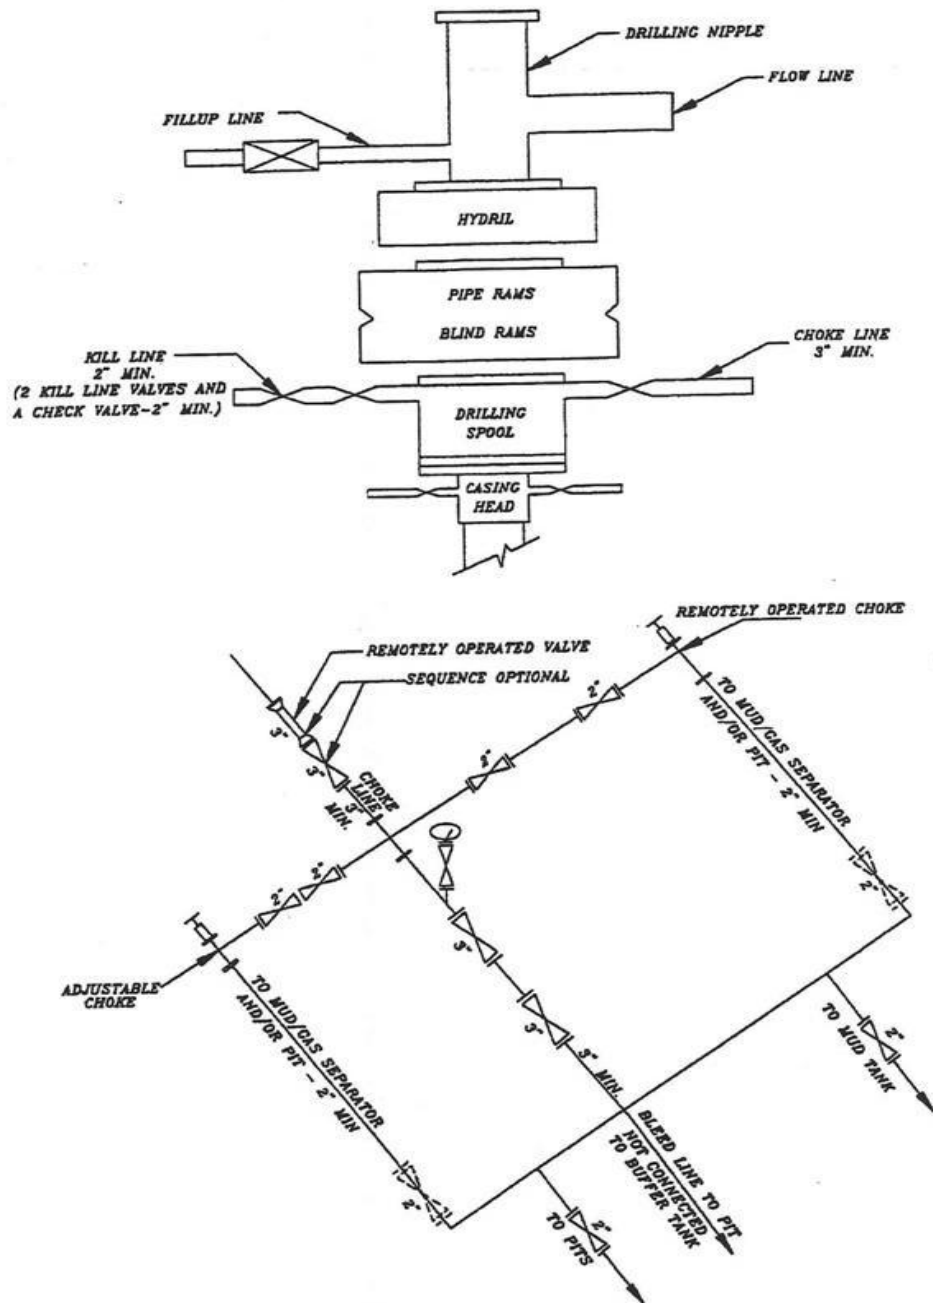 DRILLING NIPPLE
FLOW LINE
FILLUP LINE
HYDRIL
PIPE RAMS
BLIND RAMS
KILL LINE
2" MIN.
(2 KILL LINE VALVES AND
A CHECK VALVE-2" MIN.)
CHOKE LINE
3" MIN.
DRILLING
SPOOL
CASING
HEAD
REMOTELY OPERATED CHOKE
REMOTELY OPERATED VALVE
SEQUENCE OPTIONAL
3"
3"
CHOKE
LINE
3"
MIN.
2"
2"
TO MUD/GAS SEPARATOR
AND/OR PIT - 2" MIN
2"
2"
2"
3"
3"
3" MIN.
2"
ADJUSTABLE
CHOKE
TO MUD/GAS SEPARATOR
AND/OR PIT - 2" MIN
2"
2"
TO MUD TANK
BLEED LINE TO PIT
NOT CONNECTED
TO BUFFER TANK
2"
TO PITS